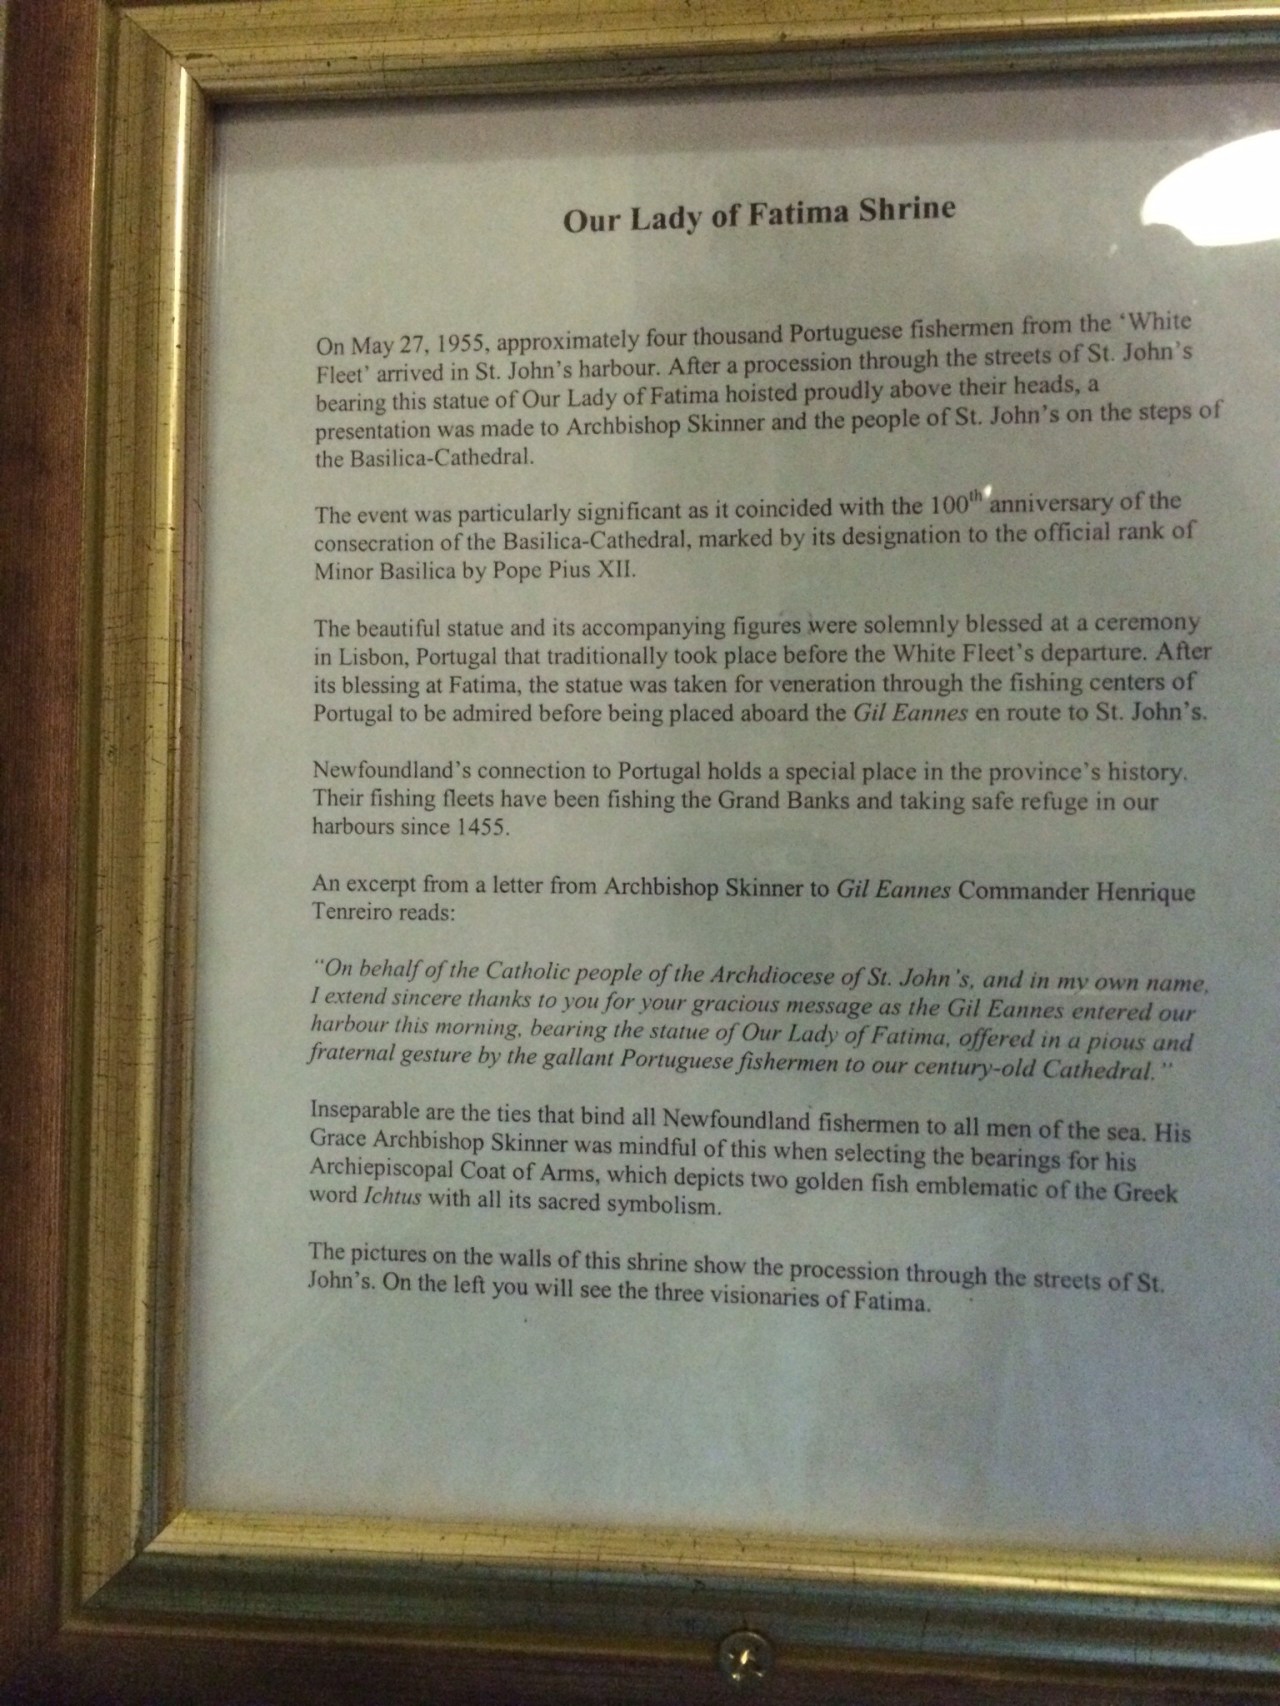 Our Lady of Fatima Shrine
On May 27, 1955, approximately four thousand Portuguese fishermen from the ‘White
Fleet’ arrived in St. John’s harbour. After a procession through the streets of St. John’s
bearing this statue of Our Lady of Fatima hoisted proudly above their heads, a
presentation was made to Archbishop Skinner and the people of St. John’s on the steps of
the Basilica-Cathedral.
The event was particularly significant as it coincided with the 100th anniversary of the
consecration of the Basilica-Cathedral, marked by its designation to the official rank of
Minor Basilica by Pope Pius XII.
The beautiful statue and its accompanying figures were solemnly blessed at a ceremony
in Lisbon, Portugal that traditionally took place before the White Fleet’s departure. After
its blessing at Fatima, the statue was taken for veneration through the fishing centers of
Portugal to be admired before being placed aboard the Gil Eannes en route to St. John’s.
Newfoundland’s connection to Portugal holds a special place in the province’s history.
Their fishing fleets have been fishing the Grand Banks and taking safe refuge in our
harbours since 1455.
An excerpt from a letter from Archbishop Skinner to Gil Eannes Commander Henrique
Tenreiro reads:
“On behalf of the Catholic people of the Archdiocese of St. John’s, and in my own name,
I extend sincere thanks to you for your gracious message as the Gil Eannes entered our
harbour this morning, bearing the statue of Our Lady of Fatima, offered in a pious and
fraternal gesture by the gallant Portuguese fishermen to our century-old Cathedral.”
Inseparable are the ties that bind all Newfoundland fishermen to all men of the sea. His
Grace Archbishop Skinner was mindful of this when selecting the bearings for his
Archiepiscopal Coat of Arms, which depicts two golden fish emblematic of the Greek
word Ichtus with all its sacred symbolism.
The pictures on the walls of this shrine show the procession through the streets of St.
John’s. On the left you will see the three visionaries of Fatima.